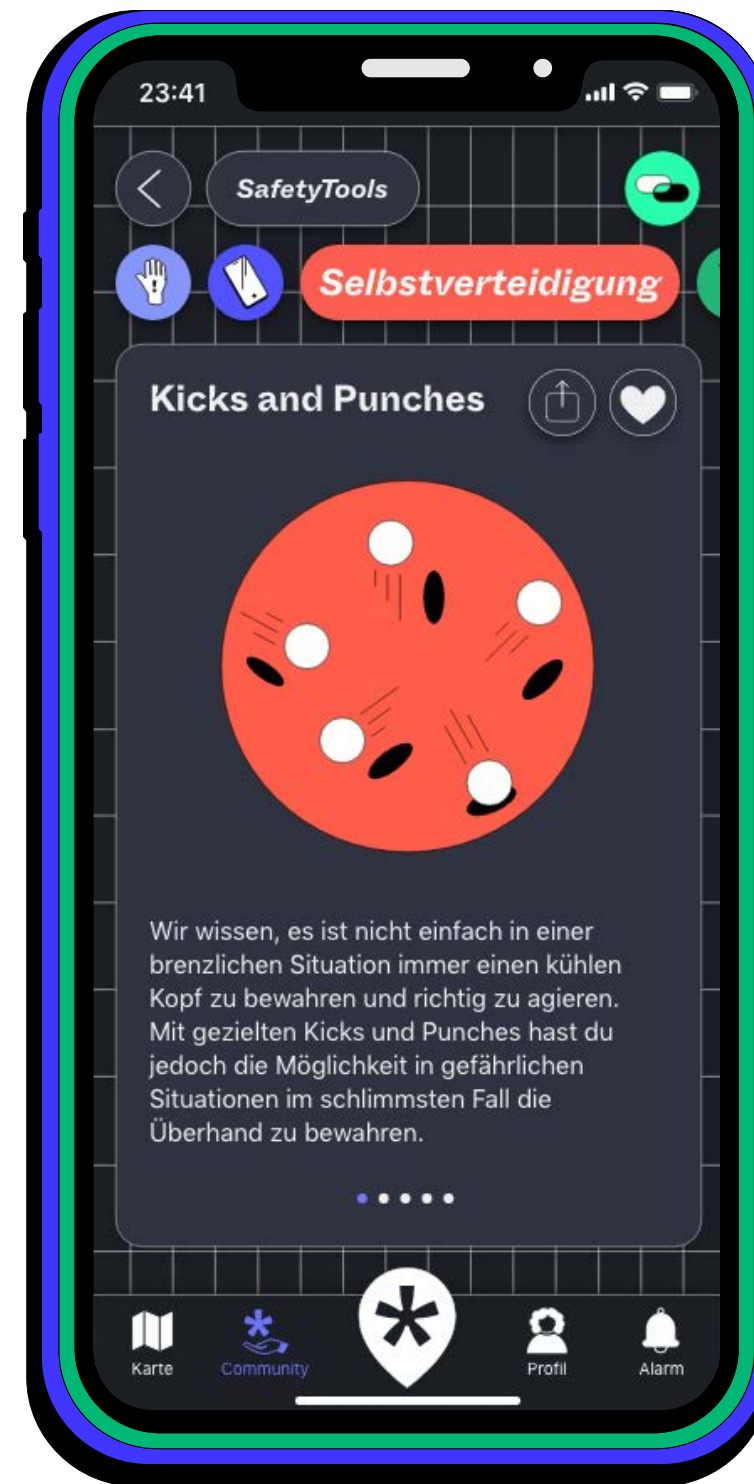 23:41
SafetyTools
Selbstverteidigung
Kicks and Punches
Wir wissen, es ist nicht einfach in einer
brenzlichen Situation immer einen kühlen
Kopf zu bewahren und richtig zu agieren.
Mit gezielten Kicks und Punches hast du
jedoch die Möglichkeit in gefährlichen
Situationen im schlimmsten Fall die
Überhand zu bewahren.
Karte
Community
Profil
Alarm